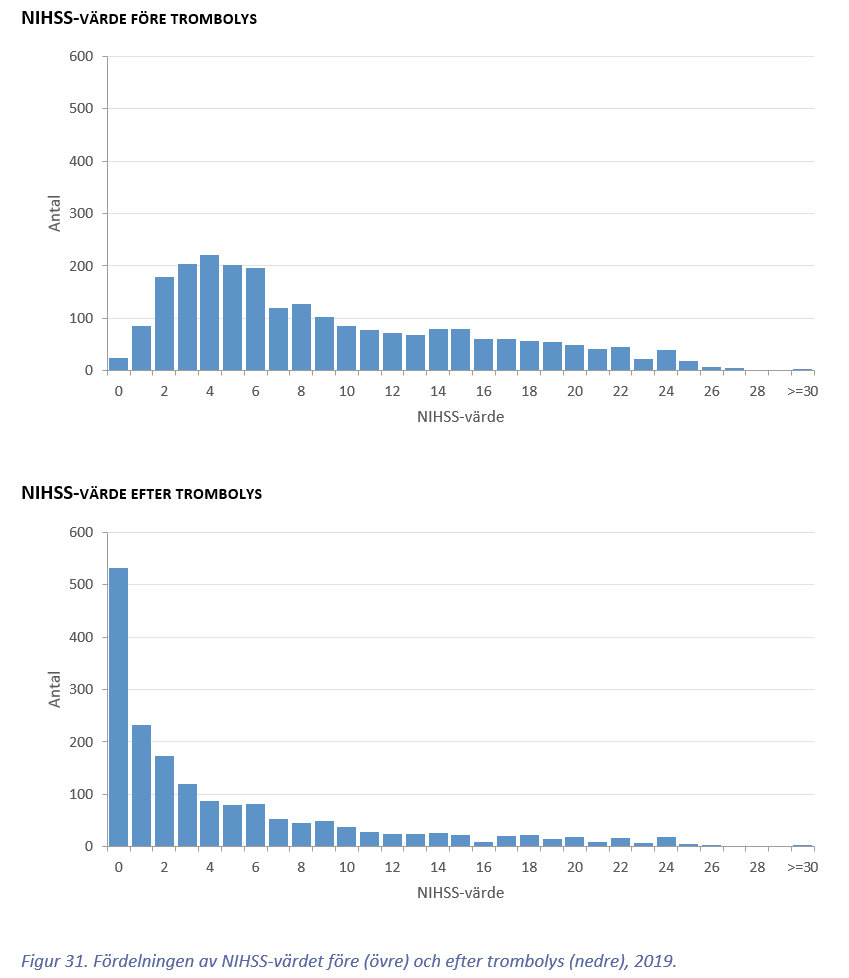 NIHSS-VÄRDE FÖRE TROMBOLYS
600
500
400
300
200
100
0
Antal
0 2 4 6 8 10 12 14 16 18 20 22 24 26 28 >=30
NIHSS-värde
NIHSS-VÄRDE EFTER TROMBOLYS
600
500
400
300
200
100
0
Antal
0 2 4 6 8 10 12 14 16 18 20 22 24 26 28 >=30
NIHSS-värde
Figur 31. Fördelningen av NIHSS-värdet före (övre) och efter trombolys (nedre), 2019.